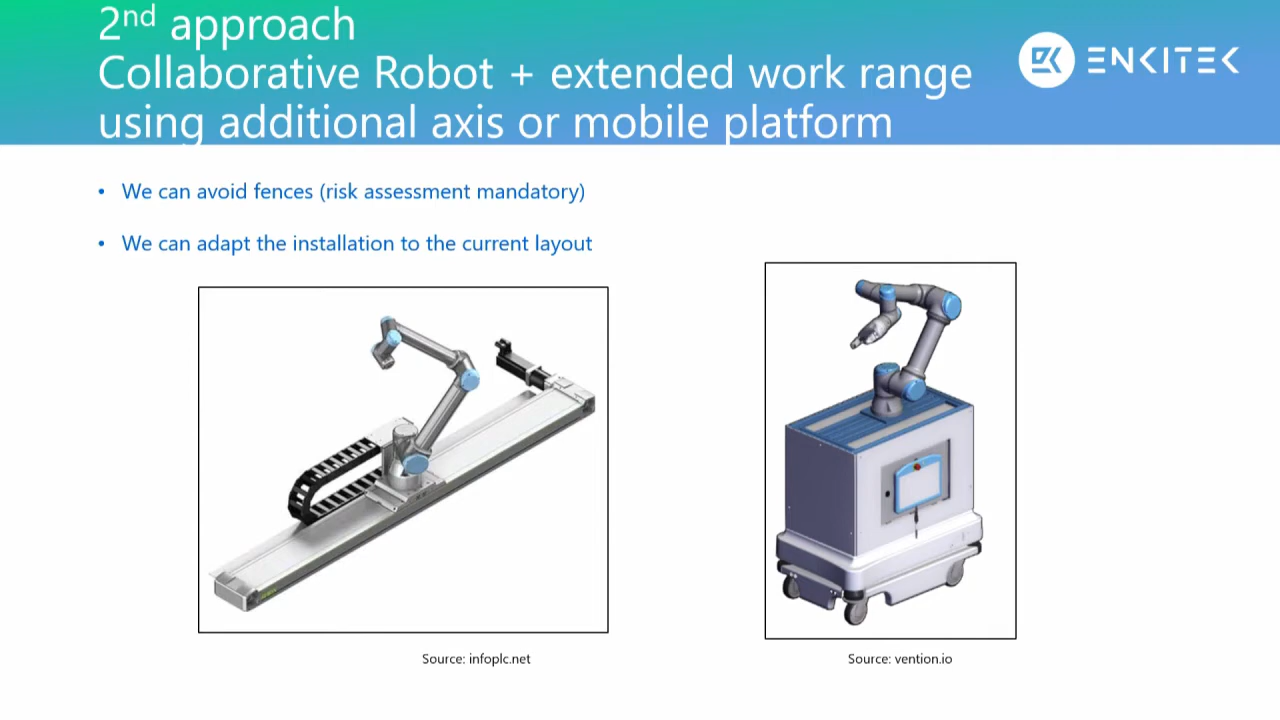 2nd approach
Collaborative Robot + extended work range
using additional axis or mobile platform
ENKITEK
• We can avoid fences (risk assessment mandatory)
• We can adapt the installation to the current layout
Source: infoplc.net
Source: vention.io